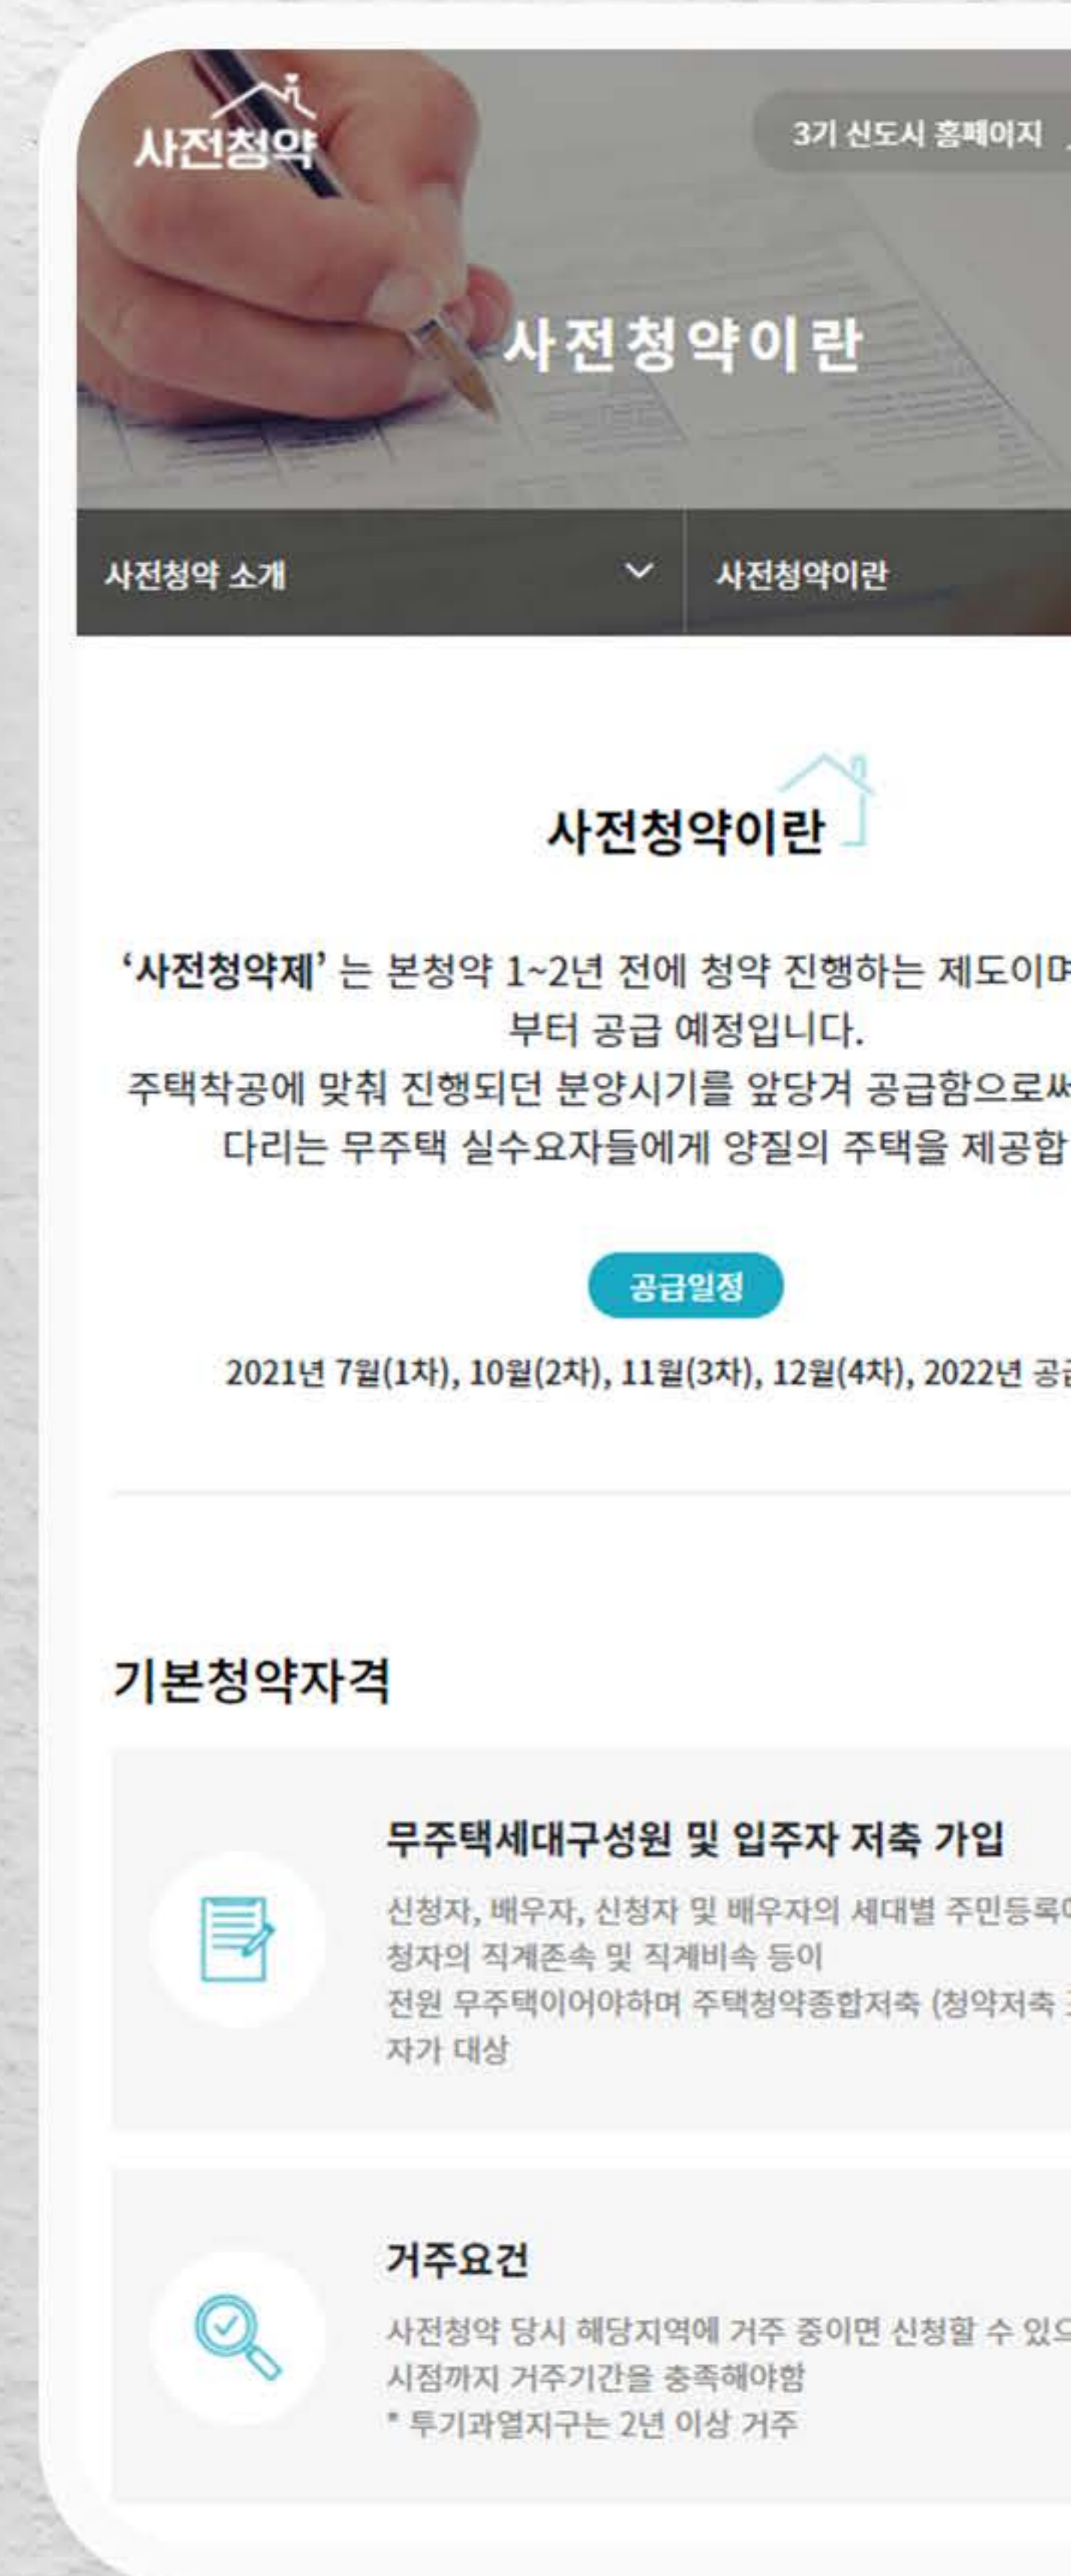 사전청약
3기 신도시 홈페이지
사전청약이란
사전청약 소개
사전청약이란
사전청약이란
‘사전청약제’ 는 본청약 1~2년 전에 청약 진행하는 제도이며
부터 공급 예정입니다.
주택착공에 맞춰 진행되던 분양시기를 앞당겨 공급함으로써
다리는 무주택 실수요자들에게 양질의 주택을 제공합
공급일정
2021년 7월(1차), 10월(2차), 11월(3차), 12월(4차), 2022년 공급
기본청약자격
무주택세대구성원 및 입주자 저축 가입
신청자, 배우자, 신청자 및 배우자의 세대별 주민등록에
청자의 직계존속 및 직계비속 등이
전원 무주택이어야하며 주택청약종합저축 (청약저축
자가 대상
거주요건
사전청약 당시 해당지역에 거주 중이면 신청할 수 있으
시점까지 거주기간을 충족해야함
* 투기과열지구는 2년 이상 거주